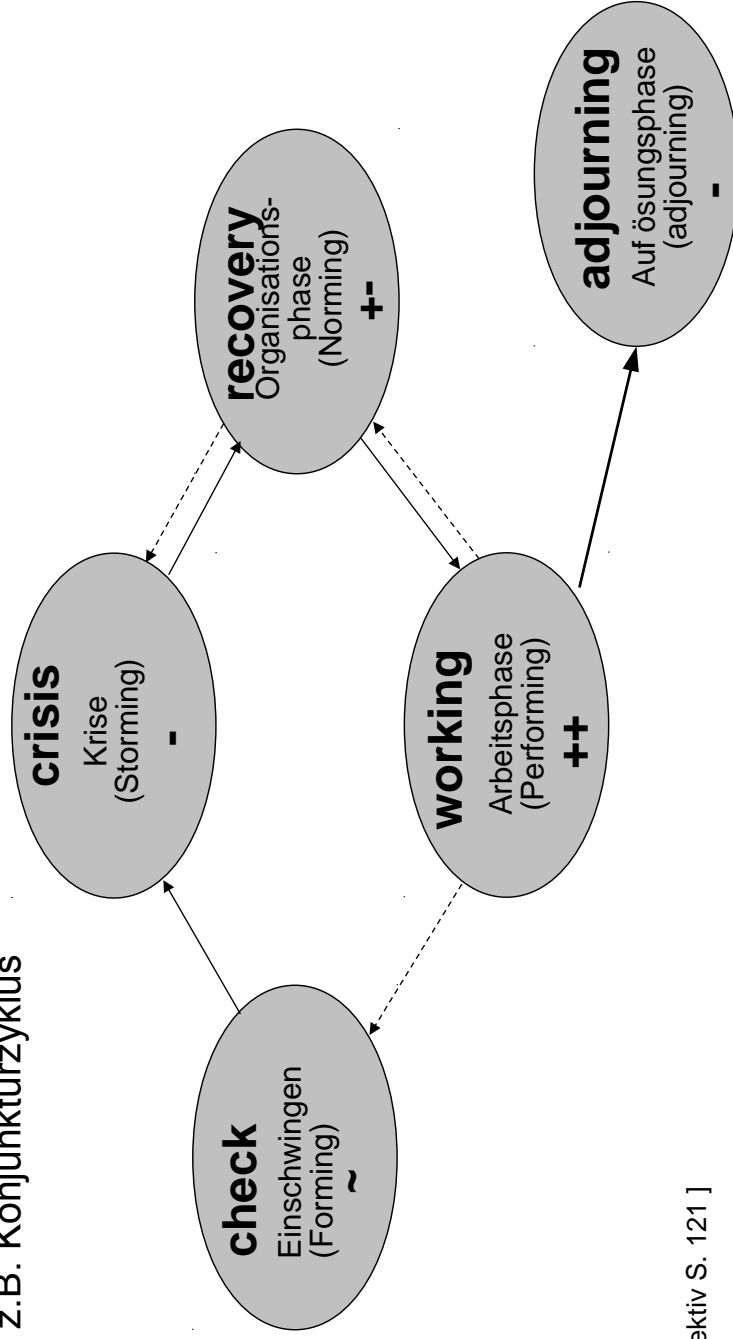 z.B. Konjunkturzyklus
crisis
Krise
(Storming)
-
check
Einschwingen
(Forming)
~
recovery
Organisations-
phase
(Norming)
+-
working
Arbeitsphase
(Performing)
++
adjourning
Auf ösungsphase
(adjourning)
-
ektiv S. 121 ]